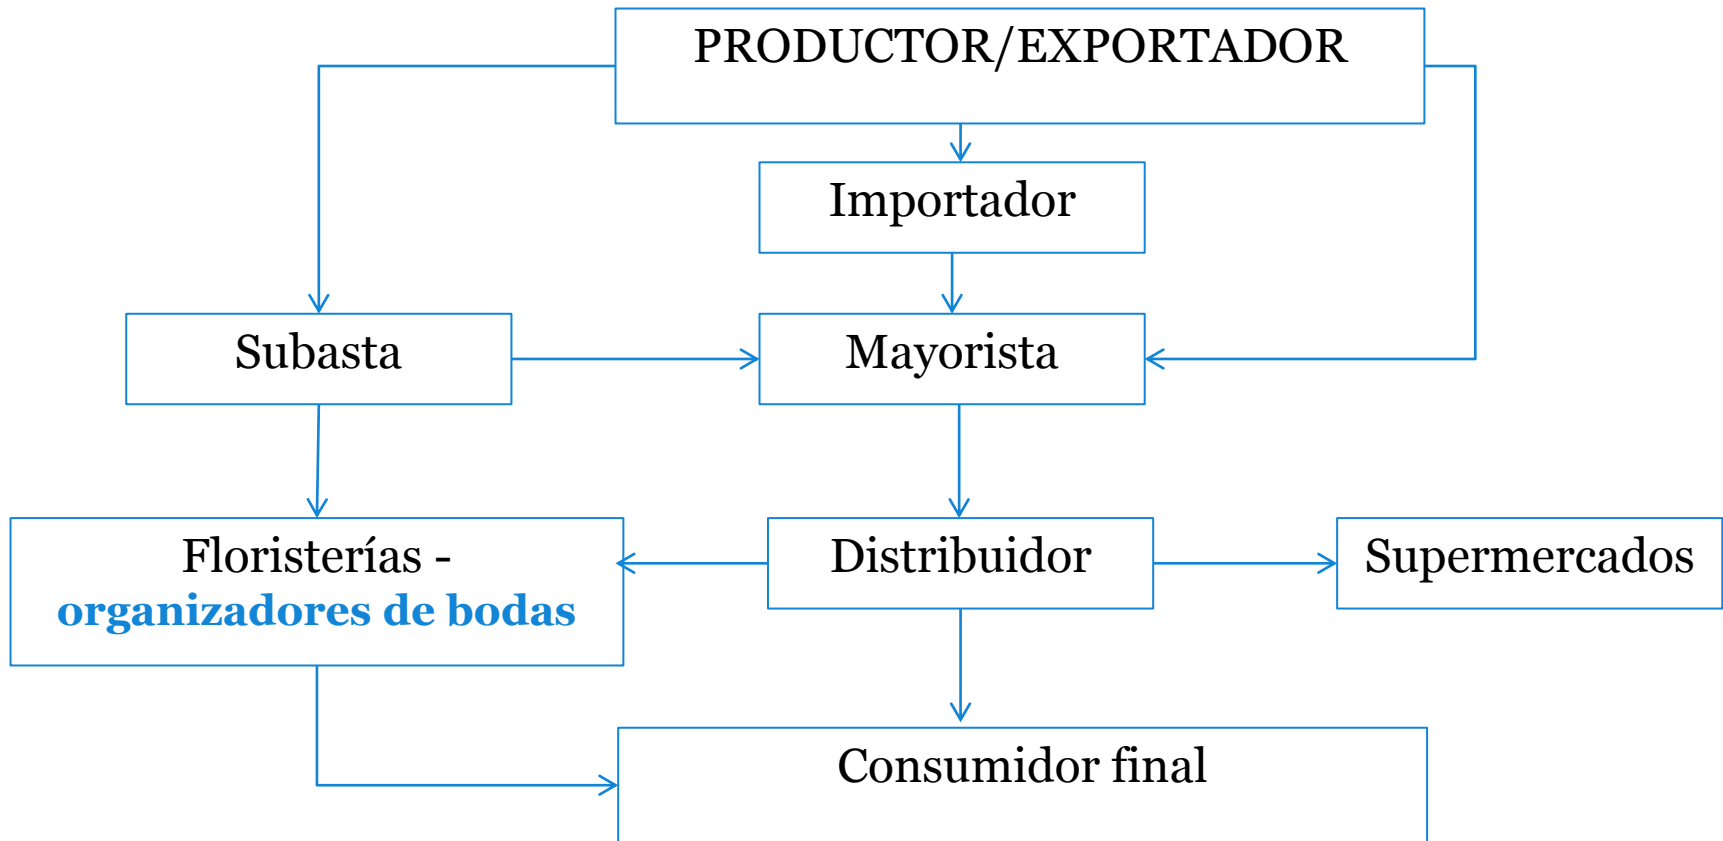 PRODUCTOR/EXPORTADOR
Importador
Subasta
Mayorista
Floristerías -
organizadores de bodas
Distribuidor
Supermercados
Consumidor final